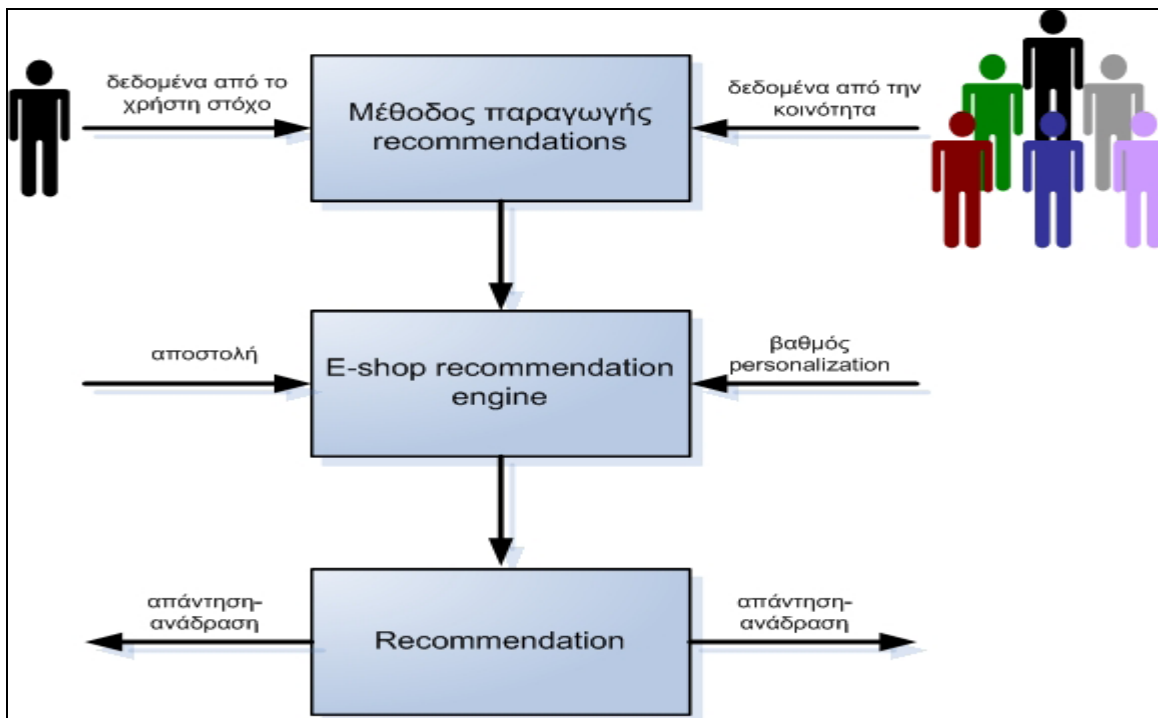 δεδομένα από το
χρήστη στόχο
Μέθοδος παραγωγής
recommendations
δεδομένα από την
κοινότητα
αποστολή
E-shop recommendation
engine
βαθμός
personalization
απάντηση-
ανάδραση
Recommendation
απάντηση-
ανάδραση